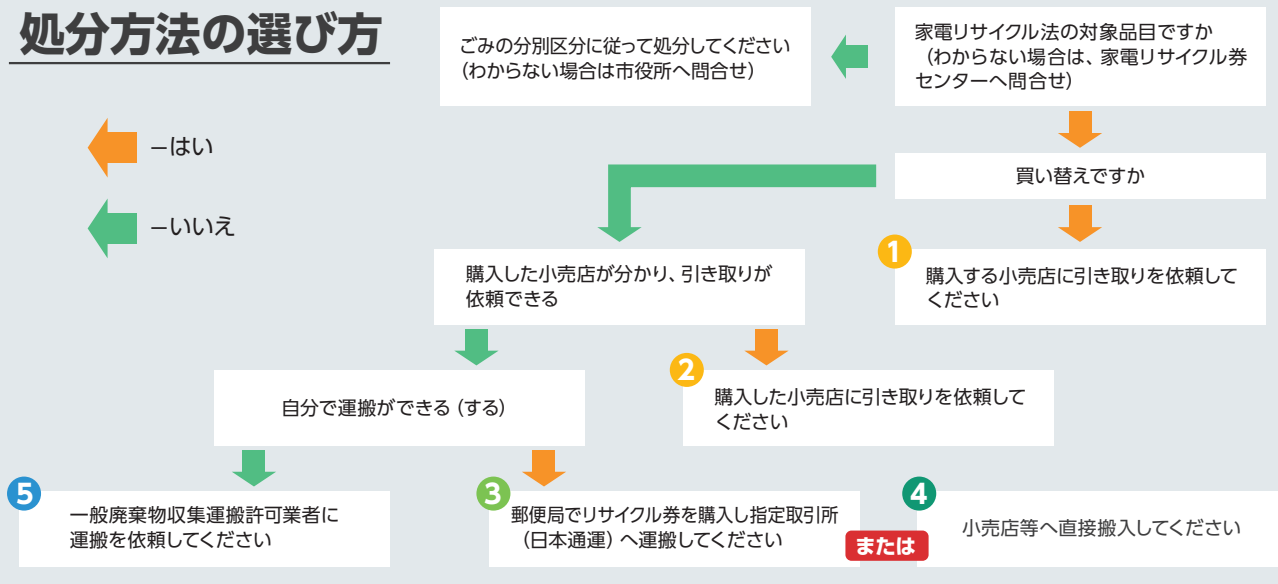 処分方法の選び方
ごみの分別区分に従って処分してください
(わからない場合は市役所へ問合せ)
家電リサイクル法の対象品目ですか
(わからない場合は、家電リサイクル券
センターへ問合せ)
–はい
–いいえ
買い替えですか
1
購入する小売店に引き取りを依頼して
ください
購入した小売店が分かり、引き取りが
依頼できる
2
購入した小売店に引き取りを依頼して
ください
自分で運搬ができる(する)
5
一般廃棄物収集運搬許可業者に
運搬を依頼してください
3
郵便局でリサイクル券を購入し指定取引所
(日本通運)へ運搬してください
または
4
小売店等へ直接搬入してください